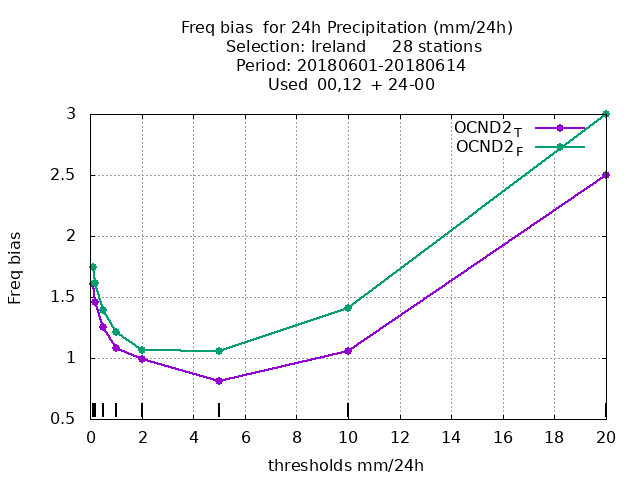 Freq bias  for 24h Precipitation (mm/24h)
Selection: Ireland     28 stations
Period: 20180601-20180614
Used  00,12  + 24-00
OCND2T
OCND2F
3
2.5
2
1.5
1
0.5
Freq bias
0 2 4 6 8 10 12 14 16 18 20
thresholds mm/24h